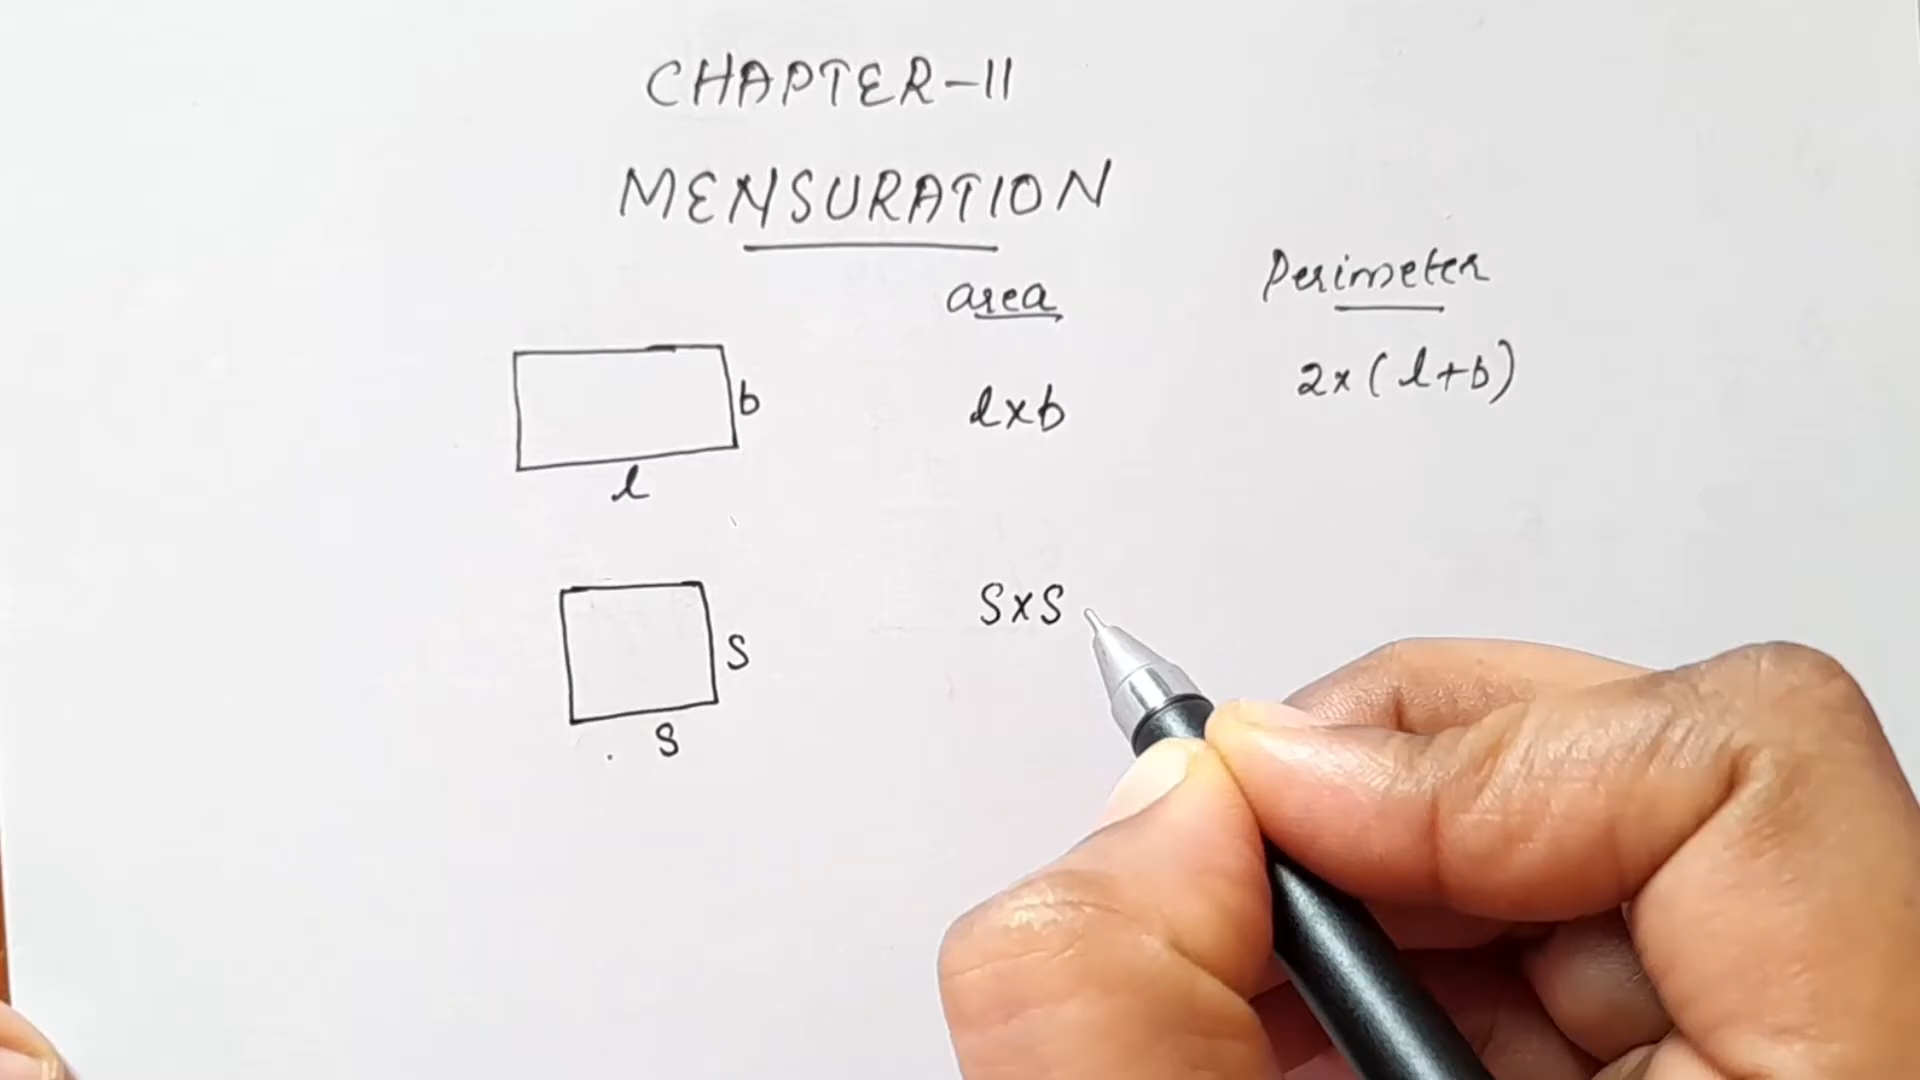 CHAPTER-11
MENSURATION
area
Perimeter
b
l×b
2×(l+b)
l
S×S
S
S